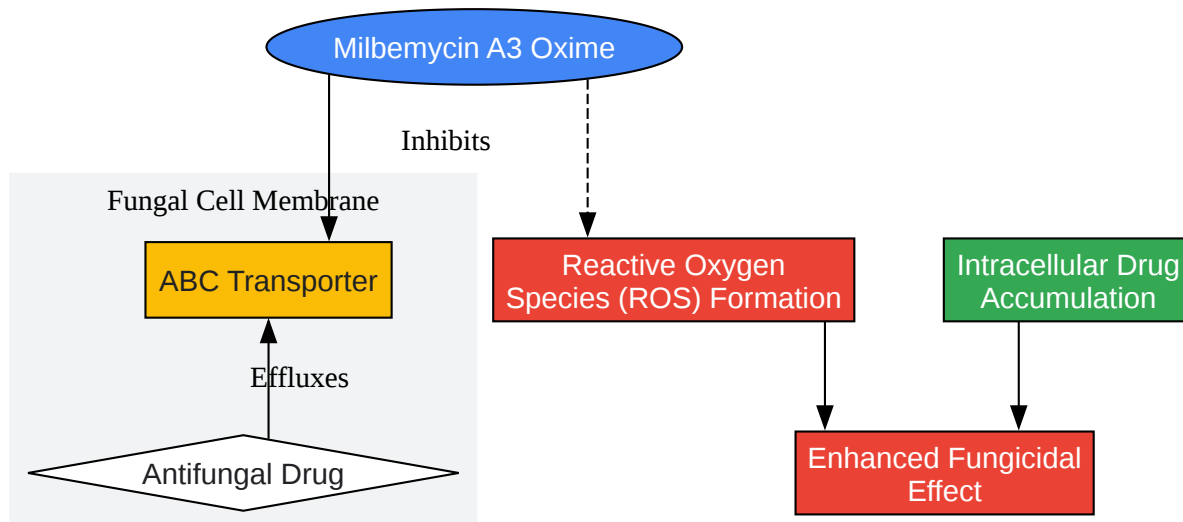 Milbemycin A3 Oxime
Inhibits
Fungal Cell Membrane
ABC Transporter
Reactive Oxygen
Species (ROS) Formation
Intracellular Drug
Accumulation
Effluxes
Antifungal Drug
Enhanced Fungicidal
Effect